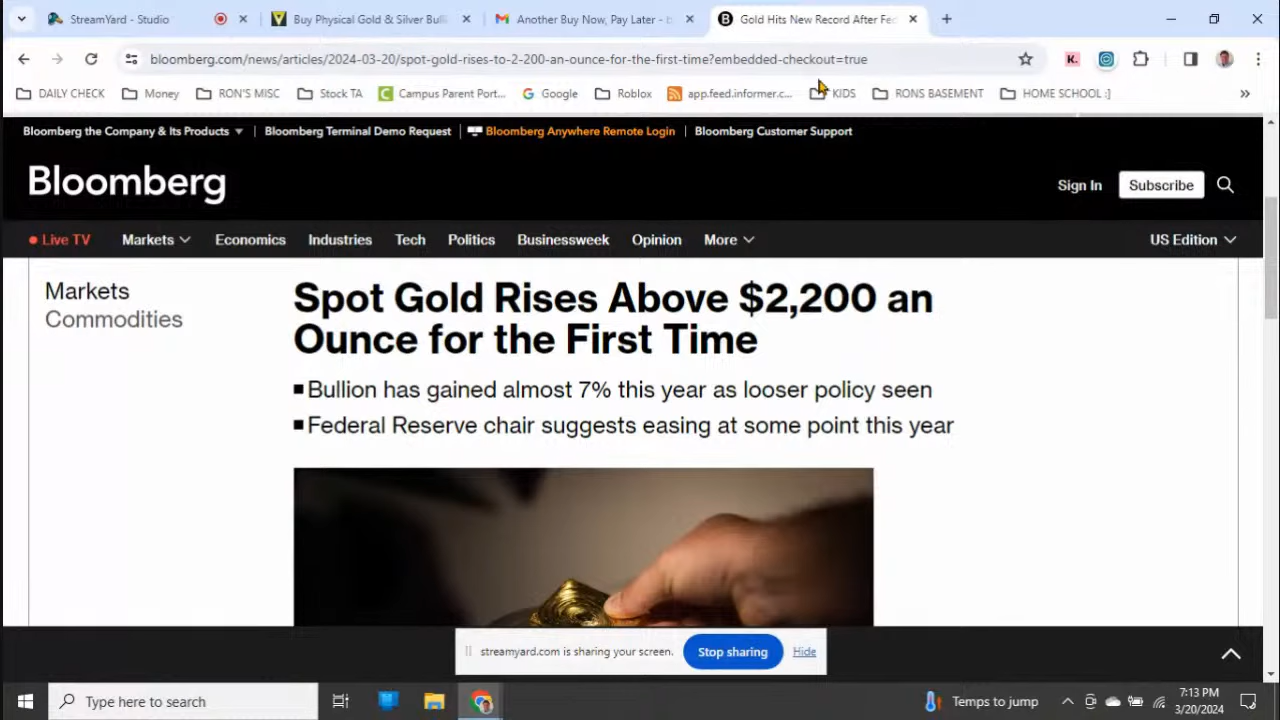 StreamYard - Studio
Buy Physical Gold & Silver Bulli
Another Buy Now, Pay Later - b
Gold Hits New Record After Fed
bloomberg.com/news/articles/2024-03-20/spot-gold-rises-to-2-200-an-ounce-for-the-first-time?embedded-checkout=true
K.
DAILY CHECK
Money
RON'S MISC
Stock TA
Campus Parent Port...
Google
Roblox
app.feed.informer.c...
KIDS
RONS BASEMENT
HOME SCHOOL :]
Bloomberg the Company & Its Products
Bloomberg Terminal Demo Request
Bloomberg Anywhere Remote Login
Bloomberg Customer Support
Bloomberg
Sign In
Subscribe
Live TV
Markets
Economics
Industries
Tech
Politics
Businessweek
Opinion
More
US Edition
Markets
Commodities
Spot Gold Rises Above $2,200 an
Ounce for the First Time
Bullion has gained almost 7% this year as looser policy seen
Federal Reserve chair suggests easing at some point this year
streamyard.com is sharing your screen.
Stop sharing
Hide
Type here to search
Temps to jump
7:13 PM
3/20/2024